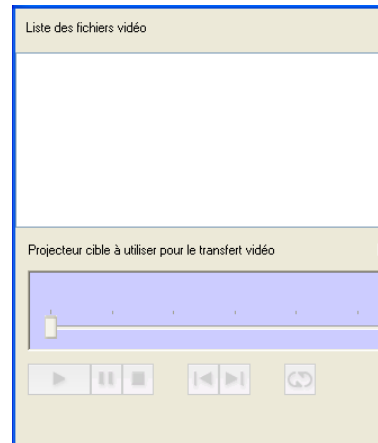 Liste des fichiers vidéo
Projecteur cible à utiliser pour le transfert vidéo